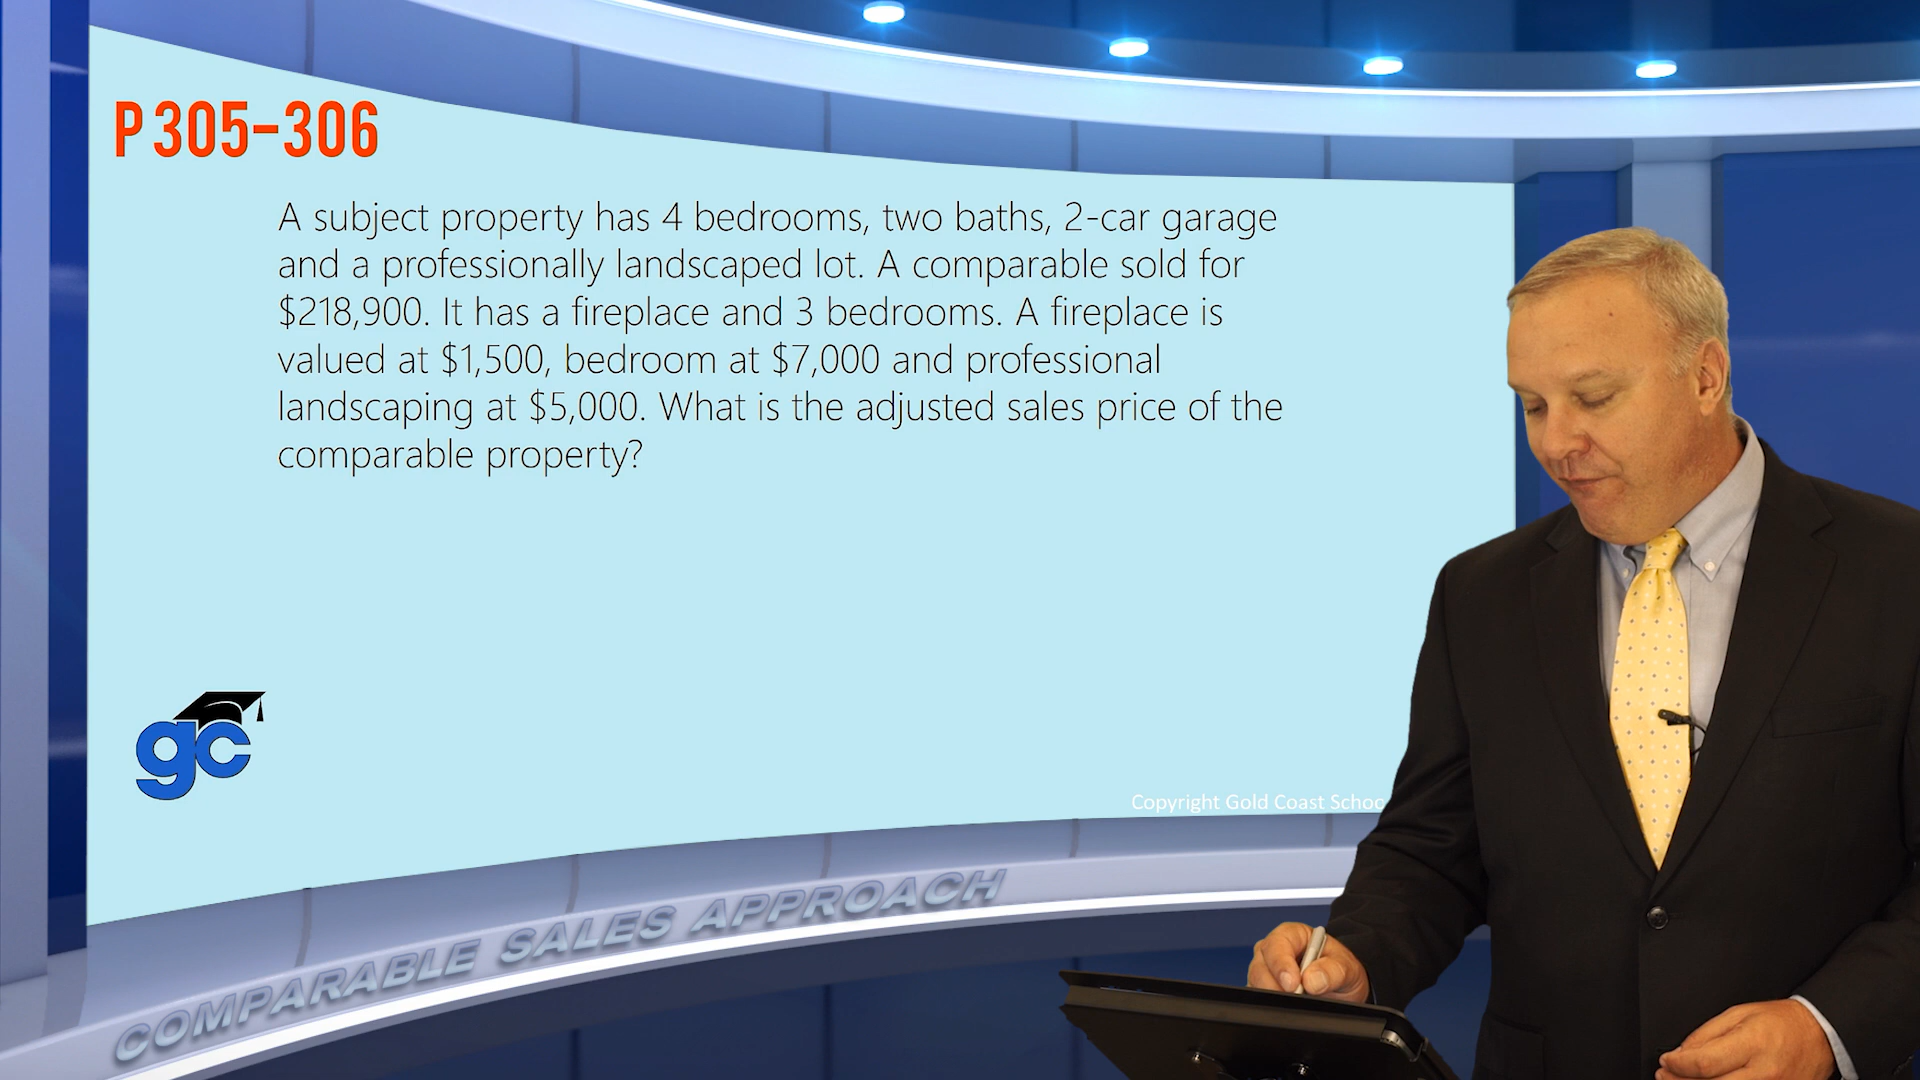 P 305-306
A subject property has 4 bedrooms, two baths, 2-car garage
and a professionally landscaped lot. A comparable sold for
$218,900. It has a fireplace and 3 bedrooms. A fireplace is
valued at $1,500, bedroom at $7,000 and professional
landscaping at $5,000. What is the adjusted sales price of the
comparable property?
gc
Copyright Gold Coast Schoo
COMPARABLE SALES APPROACH